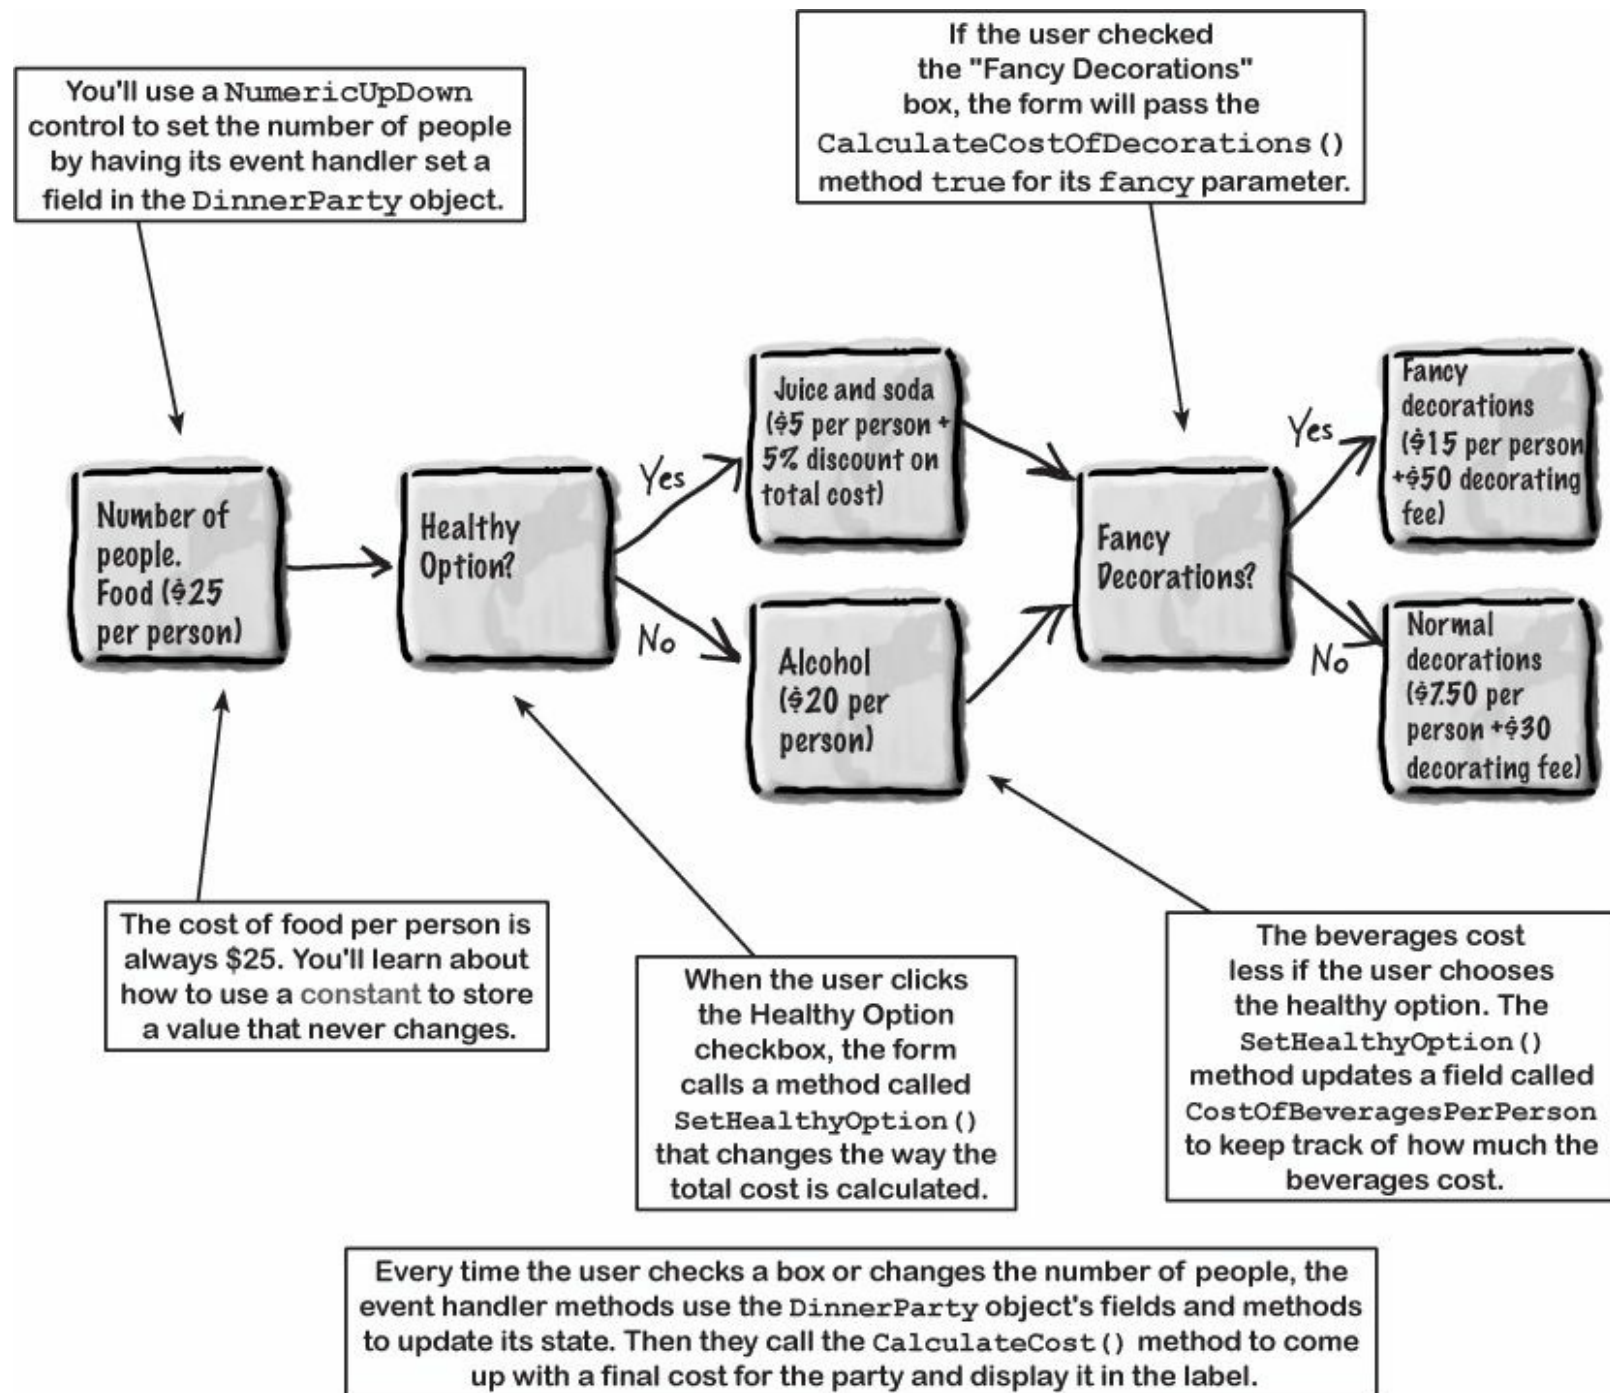 You'll use a NumericUpDown
control to set the number of people
by having its event handler set a
field in the DinnerParty object.
If the user checked
the "Fancy Decorations"
box, the form will pass the
CalculateCostOfDecorations()
method true for its fancy parameter.
Number of
people.
Food ($25
per person)
Healthy
Option?
Yes
No
Juice and soda
($5 per person +
5% discount on
total cost)
Alcohol
($20 per
person)
Fancy
Decorations?
Yes
No
Fancy
decorations
($15 per person
+$50 decorating
fee)
Normal
decorations
($7.50 per
person +$30
decorating fee)
The cost of food per person is
always $25. You'll learn about
how to use a constant to store
a value that never changes.
When the user clicks
the Healthy Option
checkbox, the form
calls a method called
SetHealthyOption()
that changes the way the
total cost is calculated.
The beverages cost
less if the user chooses
the healthy option. The
SetHealthyOption()
method updates a field called
CostOfBeveragesPerPerson
to keep track of how much the
beverages cost.
Every time the user checks a box or changes the number of people, the
event handler methods use the DinnerParty object's fields and methods
to update its state. Then they call the CalculateCost() method to come
up with a final cost for the party and display it in the label.